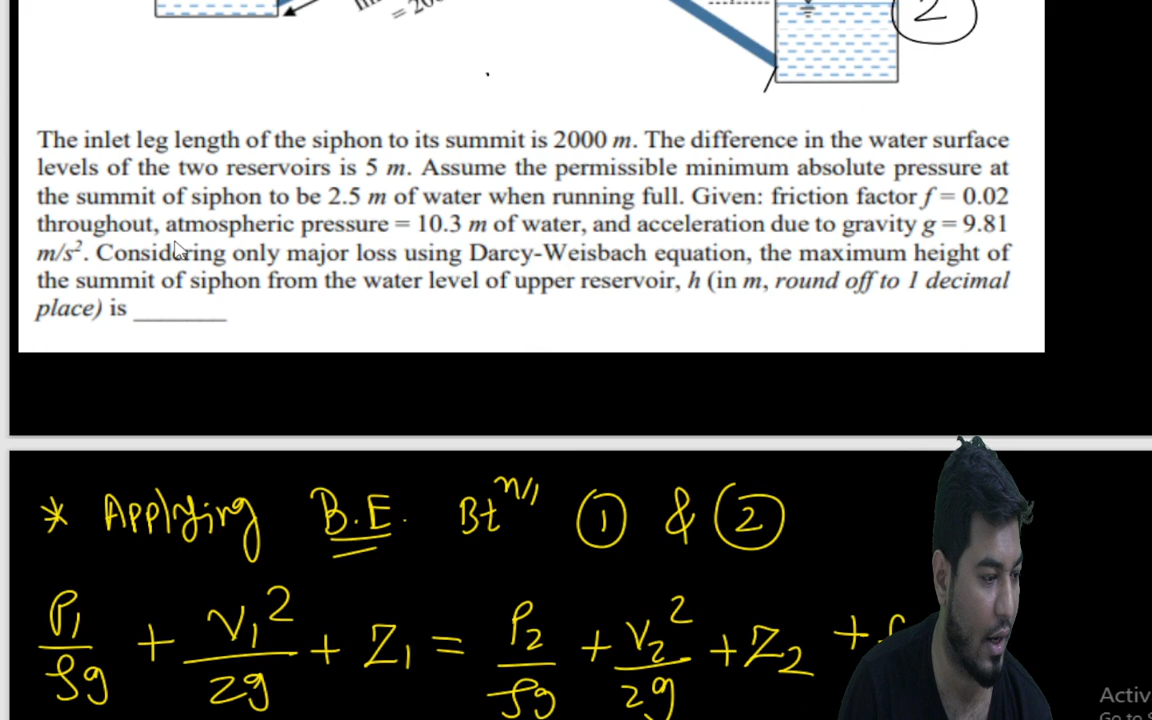 2
The inlet leg length of the siphon to its summit is 2000 m. The difference in the water surface
levels of the two reservoirs is 5 m. Assume the permissible minimum absolute pressure at
the summit of siphon to be 2.5 m of water when running full. Given: friction factor f = 0.02
throughout, atmospheric pressure = 10.3 m of water, and acceleration due to gravity g = 9.81
m/s². Considering only major loss using Darcy-Weisbach equation, the maximum height of
the summit of siphon from the water level of upper reservoir, h (in m, round off to 1 decimal
place) is ________
* Applying B.E. Btⁿ ① & ②
P₁/ρg + V₁²/2g + Z₁ = P₂/ρg + V₂²/2g + Z₂ +